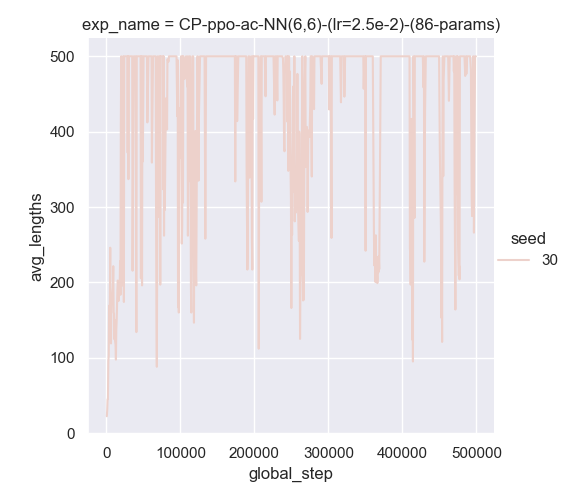 exp_name = CP-ppo-ac-NN(6,6)-(lr=2.5e-2)-(86-params)
500
400
300
200
100
0
avg_lengths
0 100000 200000 300000 400000 500000
global_step
seed
30